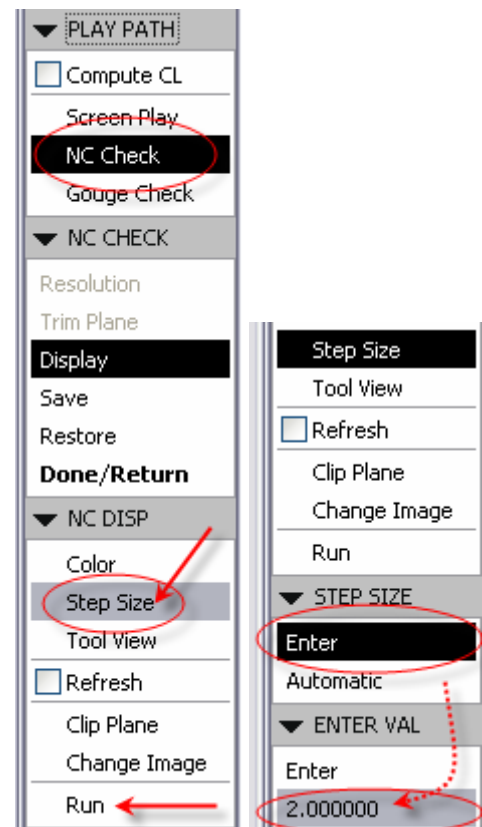 PLAY PATH
Compute CL
Screen Play
NC Check
Gouge Check
NC CHECK
Resolution
Trim Plane
Display
Save
Restore
Done/Return
NC DISP
Color
Step Size
Tool View
Refresh
Clip Plane
Change Image
Run
Step Size
Tool View
Refresh
Clip Plane
Change Image
Run
STEP SIZE
Enter
Automatic
ENTER VAL
Enter
2.000000